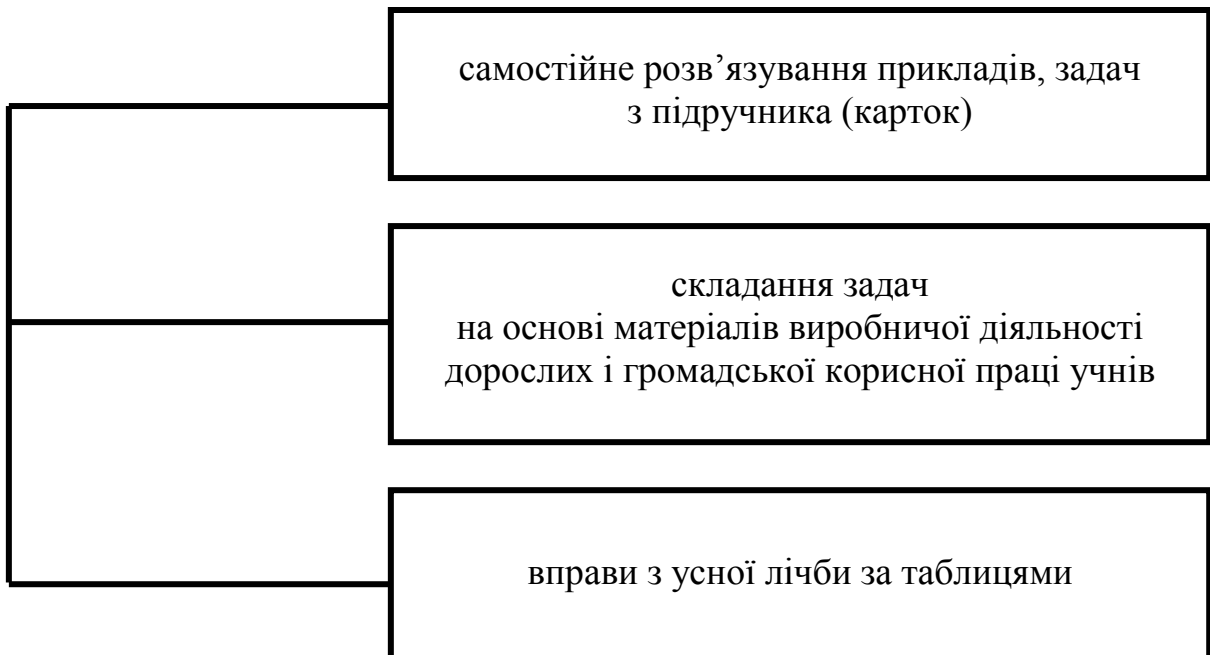 самостійне розв’язування прикладів, задач
з підручника (карток)
складання задач
на основі матеріалів виробничої діяльності
дорослих і громадської корисної праці учнів
вправи з усної лічби за таблицями